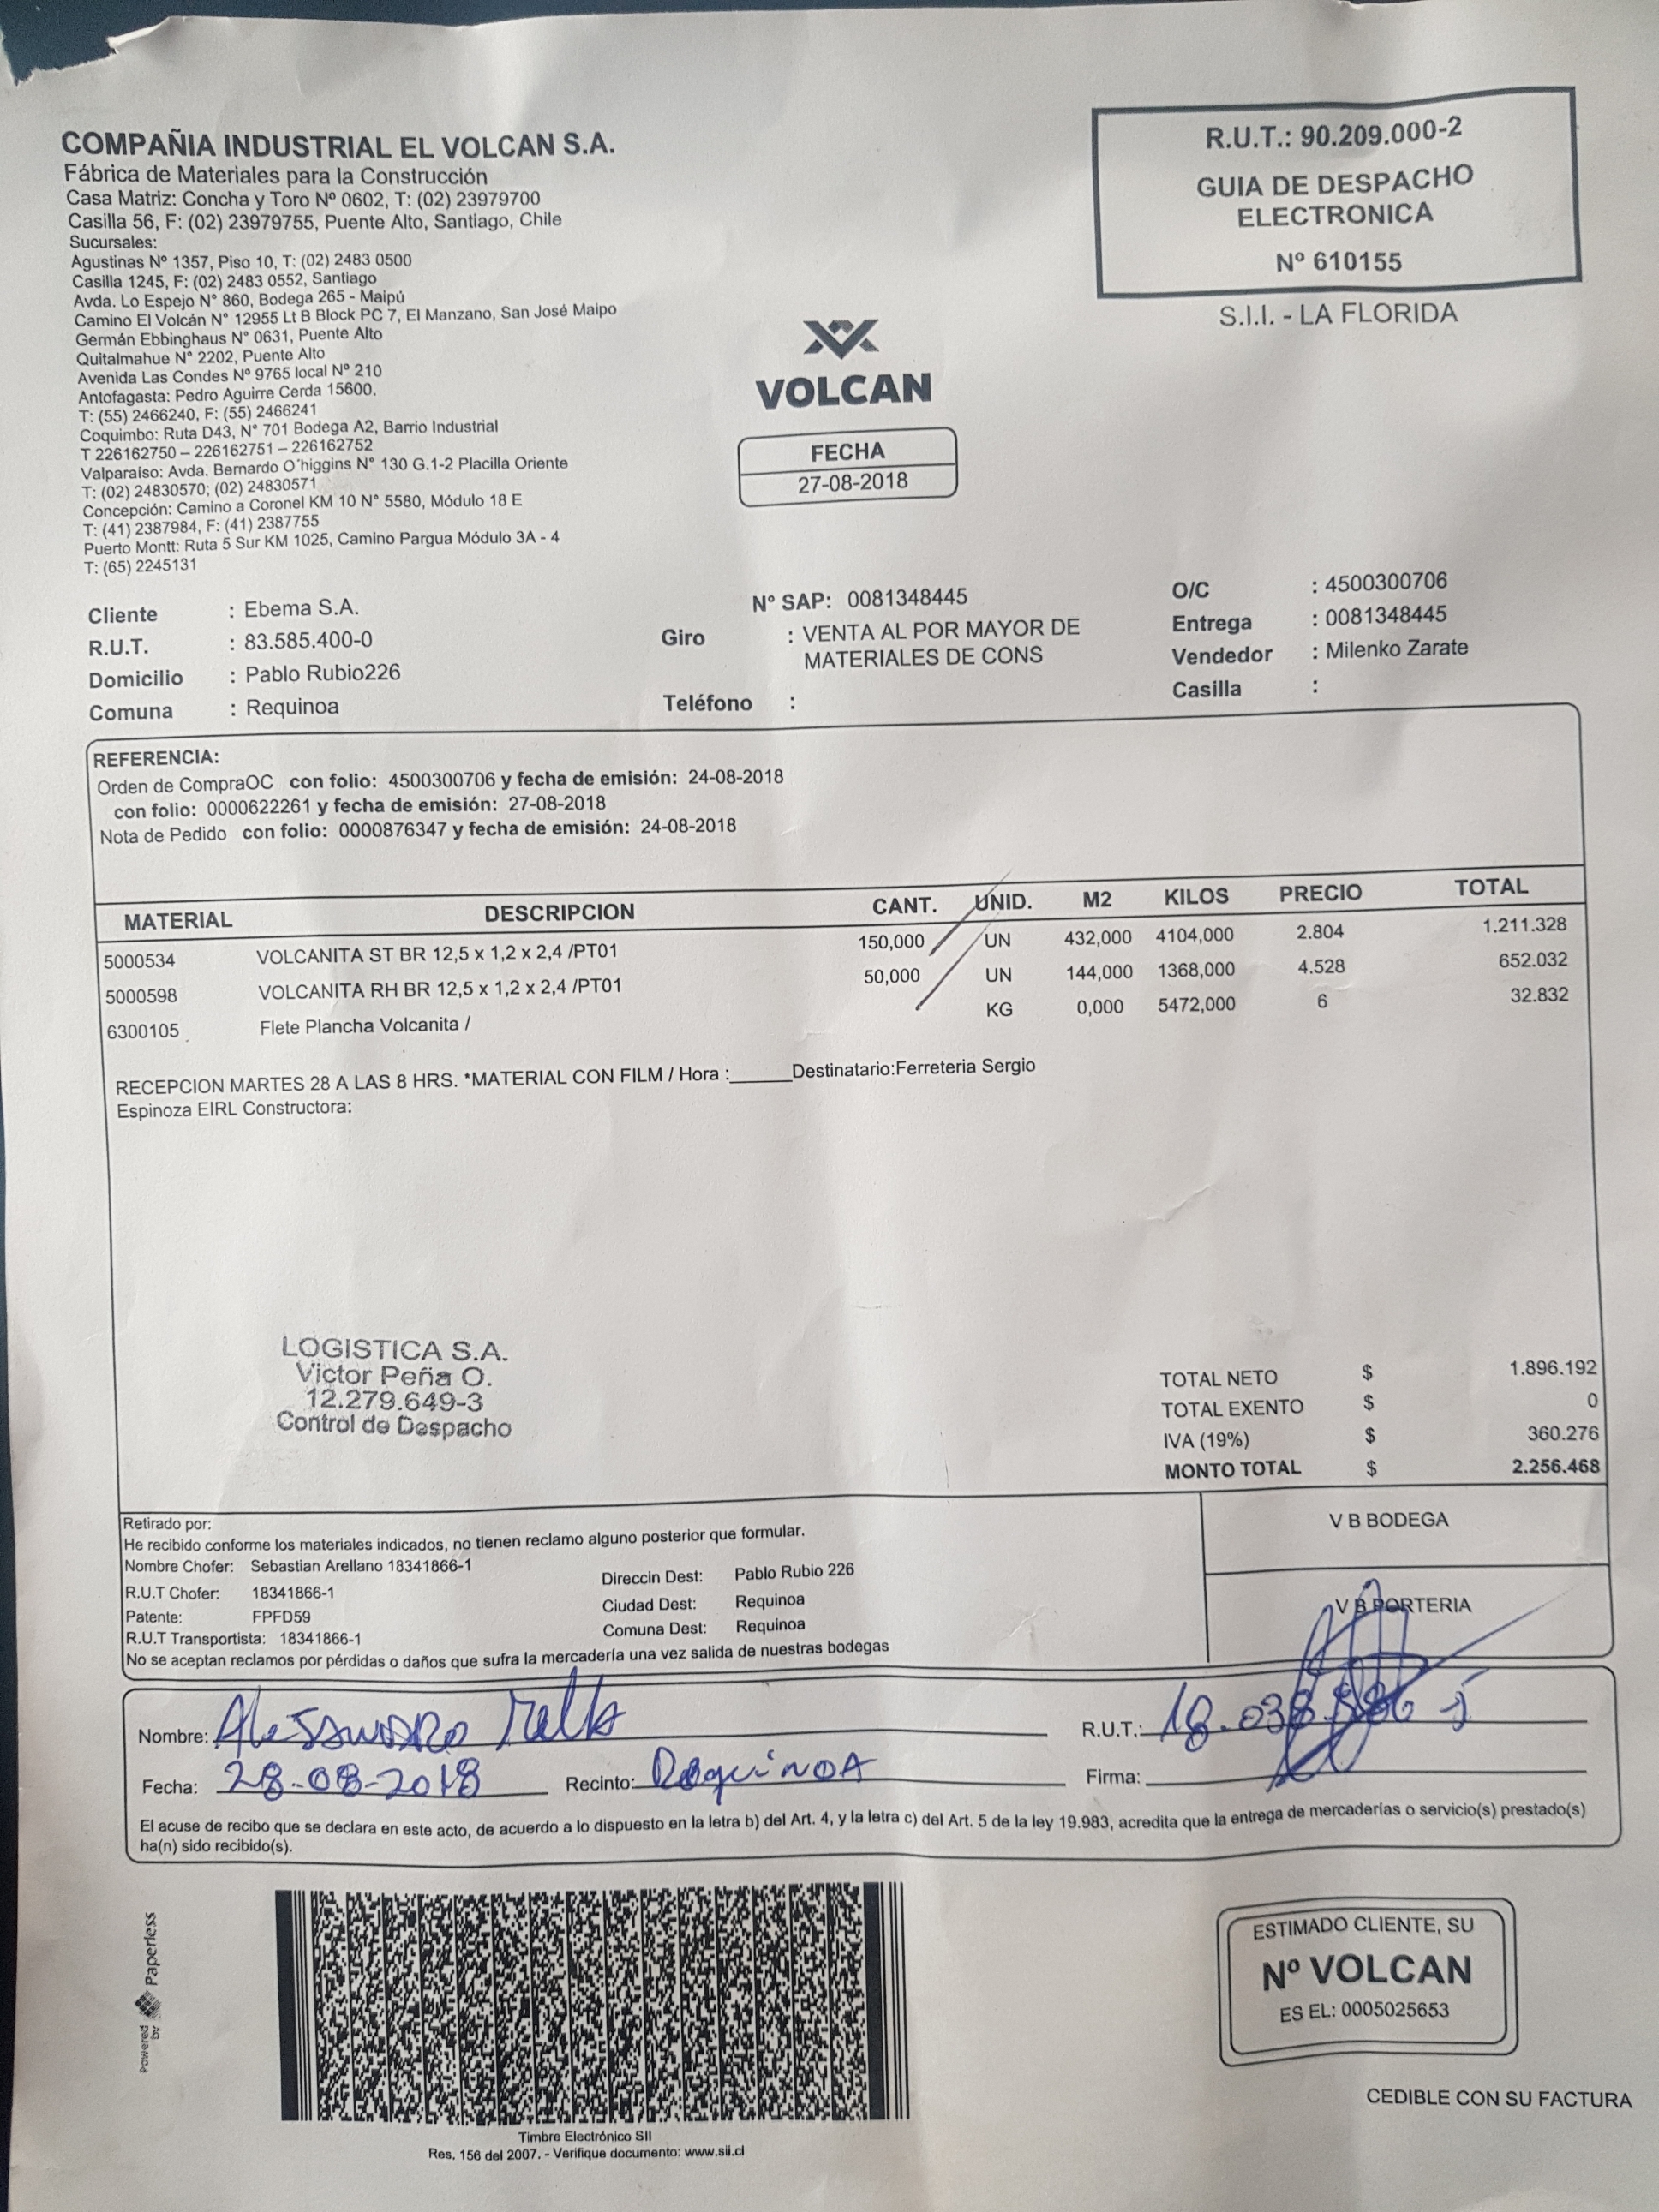 COMPAÑIA INDUSTRIAL EL VOLCAN S.A.
Fábrica de Materiales para la Construcción
Casa Matriz: Concha y Toro Nº 0602, T: (02) 23979700
Casilla 56, F: (02) 23979755, Puente Alto, Santiago, Chile
Sucursales:
Agustinas Nº 1357, Piso 10, T: (02) 2483 0500
Casilla 1245, F: (02) 2483 0552, Santiago
Avda. Lo Espejo N° 860, Bodega 265 - Maipú
Camino El Volcán N° 12955 Lt B Block PC 7, El Manzano, San José Maipo
Germán Ebbinghaus N° 0631, Puente Alto
Quitalmahue N° 2202, Puente Alto
Avenida Las Condes Nº 9765 local Nº 210
Antofagasta: Pedro Aguirre Cerda 15600.
T: (55) 2466240, F: (55) 2466241
Coquimbo: Ruta D43, N° 701 Bodega A2, Barrio Industrial
T 226162750 – 226162751 – 226162752
Valparaíso: Avda. Bernardo O´higgins N° 130 G.1-2 Placilla Oriente
T: (02) 24830570; (02) 24830571
Concepción: Camino a Coronel KM 10 N° 5580, Módulo 18 E
T: (41) 2387984, F: (41) 2387755
Puerto Montt: Ruta 5 Sur KM 1025, Camino Pargua Módulo 3A - 4
T: (65) 2245131
R.U.T.: 90.209.000-2
GUIA DE DESPACHO
ELECTRONICA
Nº 610155
S.I.I. - LA FLORIDA
VOLCAN
FECHA
27-08-2018
Cliente : Ebema S.A.
R.U.T. : 83.585.400-0
Domicilio : Pablo Rubio226
Comuna : Requinoa
Nº SAP: 0081348445
Giro : VENTA AL POR MAYOR DE
MATERIALES DE CONS
Teléfono :
O/C : 4500300706
Entrega : 0081348445
Vendedor : Milenko Zarate
Casilla :
REFERENCIA:
Orden de CompraOC con folio: 4500300706 y fecha de emisión: 24-08-2018
con folio: 0000622261 y fecha de emisión: 27-08-2018
Nota de Pedido con folio: 0000876347 y fecha de emisión: 24-08-2018
MATERIAL DESCRIPCION CANT. UNID. M2 KILOS PRECIO TOTAL
5000534 VOLCANITA ST BR 12,5 x 1,2 x 2,4 /PT01 150,000 UN 432,000 4104,000 2.804 1.211.328
5000598 VOLCANITA RH BR 12,5 x 1,2 x 2,4 /PT01 50,000 UN 144,000 1368,000 4.528 652.032
6300105 Flete Plancha Volcanita / KG 0,000 5472,000 6 32.832
RECEPCION MARTES 28 A LAS 8 HRS. *MATERIAL CON FILM / Hora :______Destinatario:Ferreteria Sergio
Espinoza EIRL Constructora:
LOGISTICA S.A.
Victor Peña O.
12.279.649-3
Control de Despacho
TOTAL NETO $ 1.896.192
TOTAL EXENTO $ 0
IVA (19%) $ 360.276
MONTO TOTAL $ 2.256.468
Retirado por:
He recibido conforme los materiales indicados, no tienen reclamo alguno posterior que formular.
Nombre Chofer: Sebastian Arellano 18341866-1
R.U.T Chofer: 18341866-1
Patente: FPFD59
R.U.T Transportista: 18341866-1
Direccin Dest: Pablo Rubio 226
Ciudad Dest: Requinoa
Comuna Dest: Requinoa
No se aceptan reclamos por pérdidas o daños que sufra la mercadería una vez salida de nuestras bodegas
V B BODEGA
V B PORTERIA
Nombre: Alessandro
R.U.T.:
Fecha: 28-08-2018 Recinto: RequinoA
Firma:
El acuse de recibo que se declara en este acto, de acuerdo a lo dispuesto en la letra b) del Art. 4, y la letra c) del Art. 5 de la ley 19.983, acredita que la entrega de mercaderías o servicio(s) prestado(s)
ha(n) sido recibido(s).
Powered by Paperless
Timbre Electrónico SII
Res. 156 del 2007. - Verifique documento: www.sii.cl
ESTIMADO CLIENTE, SU
Nº VOLCAN
ES EL: 0005025653
CEDIBLE CON SU FACTURA